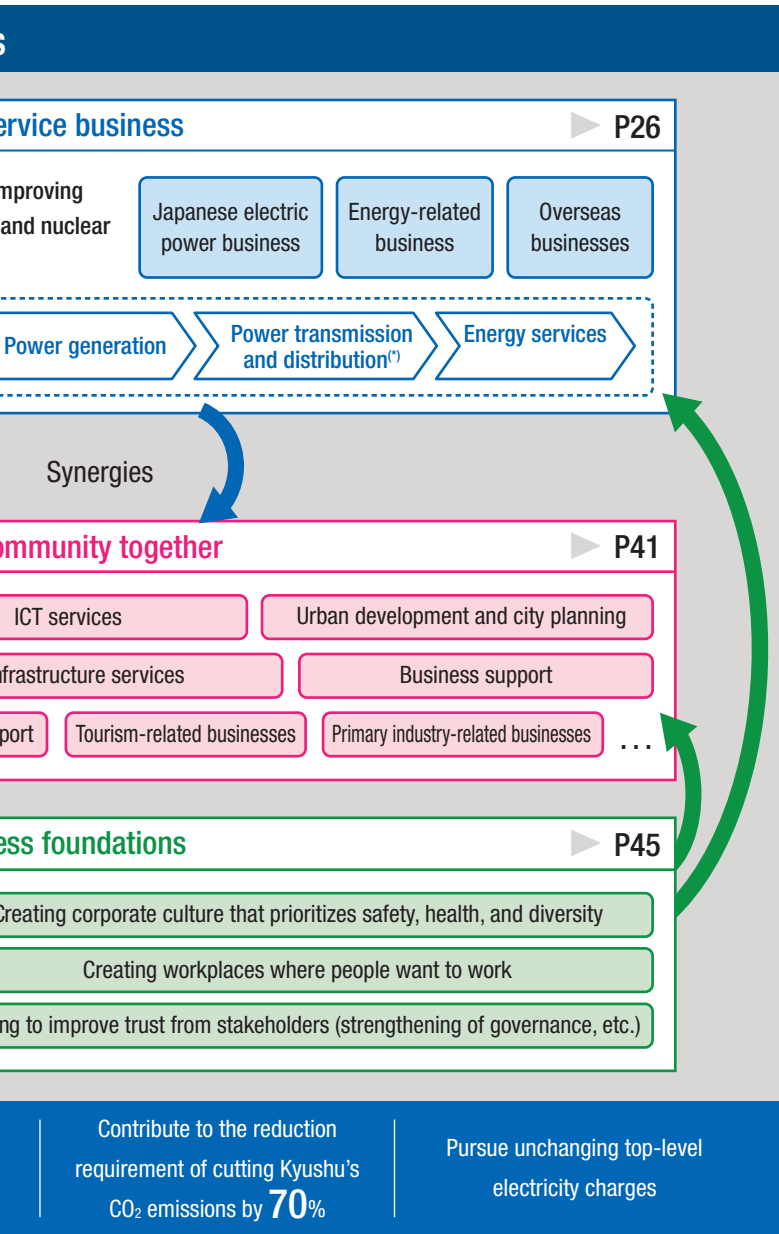 s
ervice business
P26
mproving
and nuclear
Japanese electric
power business
Energy-related
business
Overseas
businesses
Power generation
Power transmission
and distribution(*)
Energy services
Synergies
ommunity together
P41
ICT services
Urban development and city planning
nfrastructure services
Business support
port
Tourism-related businesses
Primary industry-related businesses
...
ess foundations
P45
Creating corporate culture that prioritizes safety, health, and diversity
Creating workplaces where people want to work
ng to improve trust from stakeholders (strengthening of governance, etc.)
Contribute to the reduction
requirement of cutting Kyushu's
CO2 emissions by 70%
Pursue unchanging top-level
electricity charges